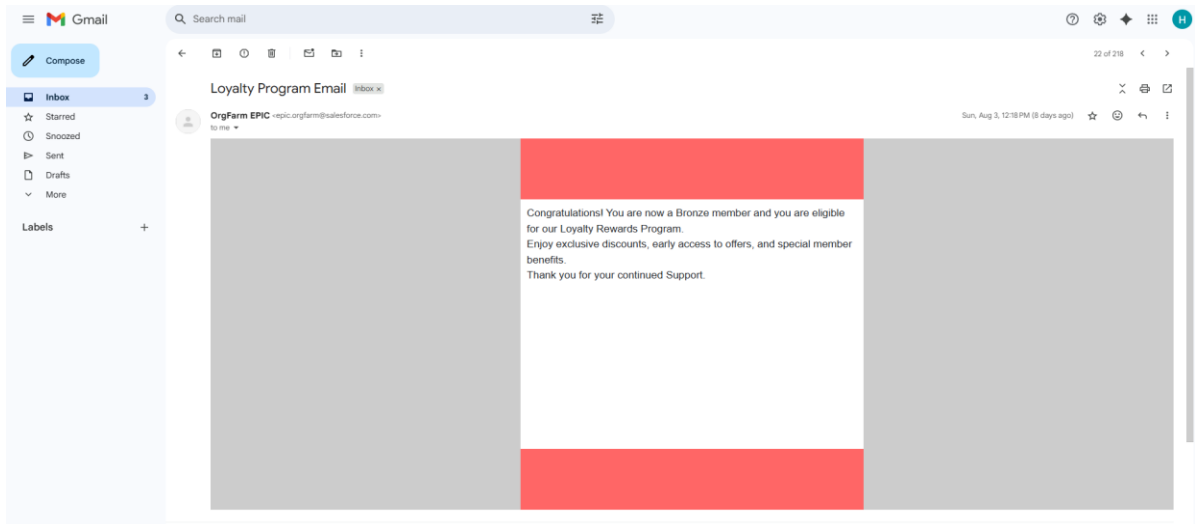 Gmail
Search mail
H
Compose
22 of 218
Inbox 3
Starred
Snoozed
Sent
Drafts
More
Labels
Loyalty Program Email Inbox x
OrgFarm EPIC <epic.orgfarm@salesforce.com>
Sun, Aug 3, 12:18 PM (8 days ago)
to me
Congratulations! You are now a Bronze member and you are eligible
for our Loyalty Rewards Program.
Enjoy exclusive discounts, early access to offers, and special member
benefits.
Thank you for your continued Support.